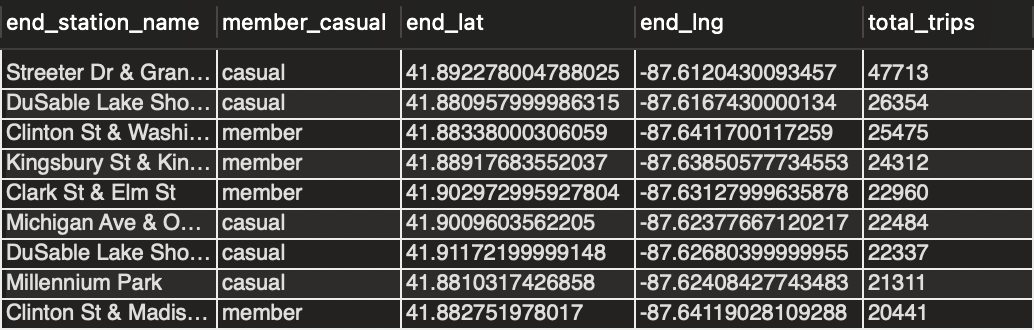 end_station_name member_casual end_lat end_lng total_trips
Streeter Dr & Gran... casual 41.892278004788025 -87.6120430093457 47713
DuSable Lake Sho... casual 41.880957999986315 -87.6167430000134 26354
Clinton St & Washi... member 41.88338000306059 -87.6411700117259 25475
Kingsbury St & Kin... member 41.88917683552037 -87.63850577734553 24312
Clark St & Elm St member 41.902972995927804 -87.63127999635878 22960
Michigan Ave & O... casual 41.9009603562205 -87.62377667120217 22484
DuSable Lake Sho... casual 41.91172199999148 -87.626803999999955 22337
Millennium Park casual 41.8810317426858 -87.62408427743483 21311
Clinton St & Madis... member 41.882751978017 -87.64119028109288 20441